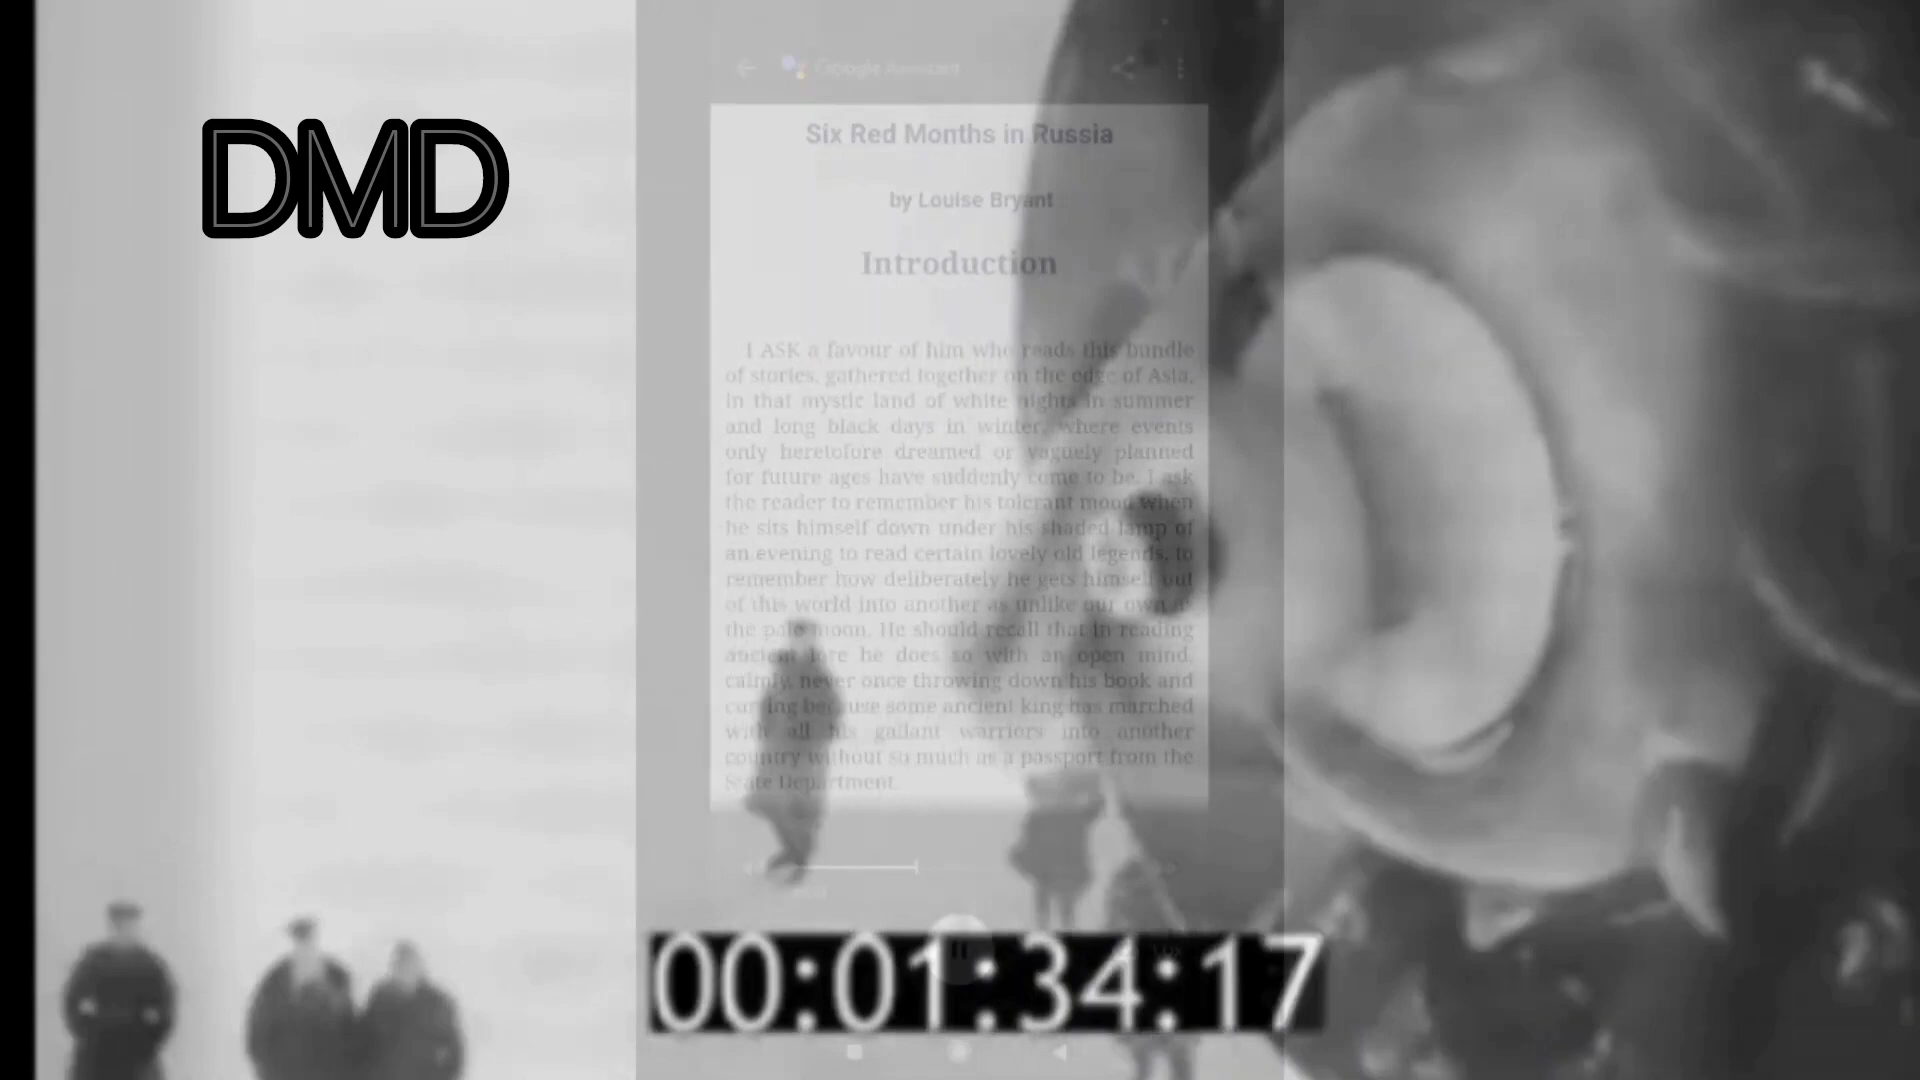 DMD
Google Assistant
Six Red Months in Russia
by Louise Bryant
Introduction
I ASK a favour of him who reads this bundle
of stories, gathered together on the edge of Asia,
in that mystic land of white nights in summer
and long black days in winter, where events
only heretofore dreamed or vaguely planned
for future ages have suddenly come to be. I ask
the reader to remember his tolerant mood when
he sits himself down under his shaded lamp of
an evening to read certain lovely old legends, to
remember how deliberately he gets himself out
of this world into another as unlike our own as
the pale moon. He should recall that in reading
ancient lore he does so with an open mind,
calmly, never once throwing down his book and
cursing because some ancient king has marched
with all his gallant warriors into another
country without so much as a passport from the
State Department.
00:01:34:17